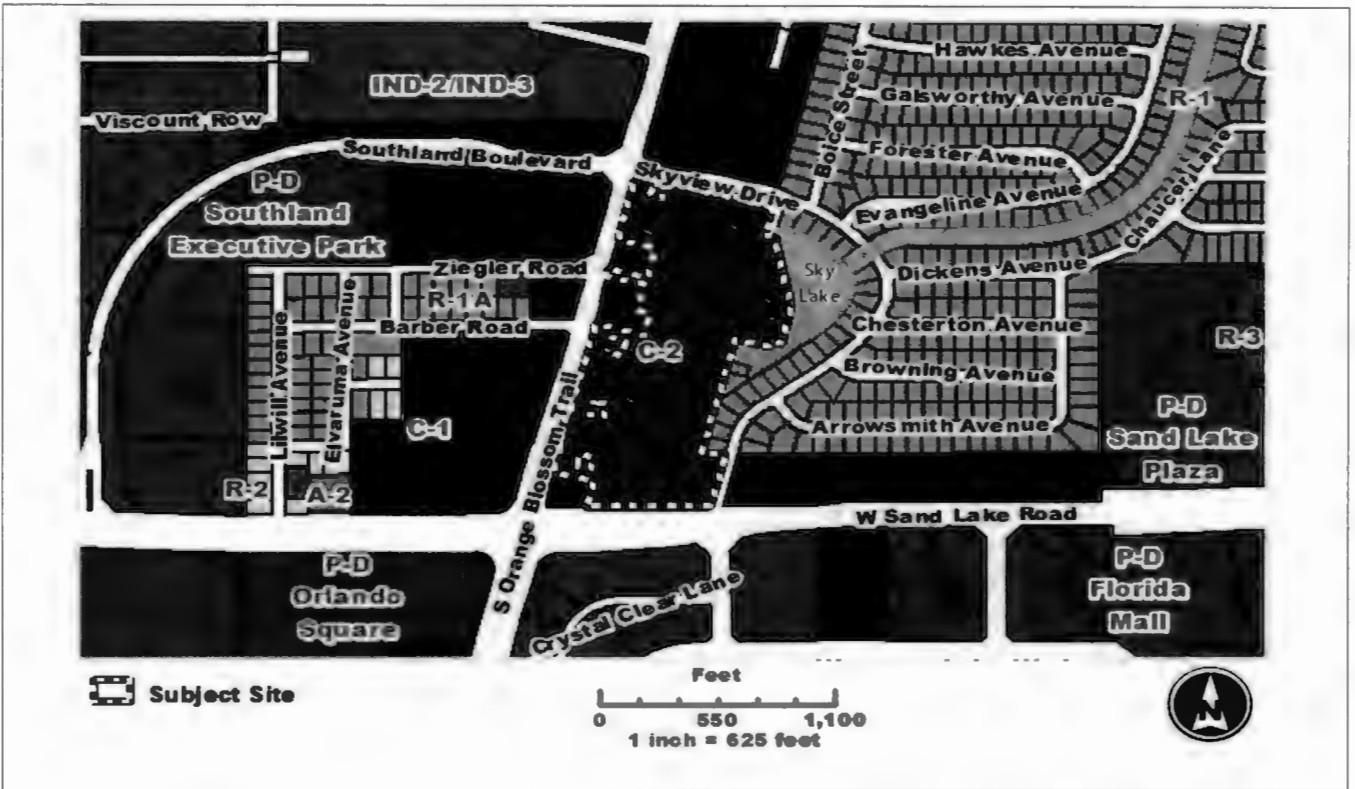 Hawkes Avenue
IND-2/IND-3
Galsworthy Avenue
R-1
Viscount Row
Boice Street
Southland Boulevard
Forester Avenue
Skyview Drive
P-D
Southland
Executive Park
Evangeline Avenue
Chaucer Lane
Ziegler Road
Sky
Lake
Dickens Avenue
R-1A
Barber Road
Chesterton Avenue
R-3
C-2
Lilwill Avenue
Evaruma Avenue
Browning Avenue
C-1
P-D
Sand Lake
Plaza
Arrowsmith Avenue
R-2
A-2
S Orange Blossom Trail
W Sand Lake Road
P-D
Orlando
Square
Crystal Clear Lane
P-D
Florida
Mall
Subject Site
Feet
0 550 1,100
1 inch = 625 feet
N